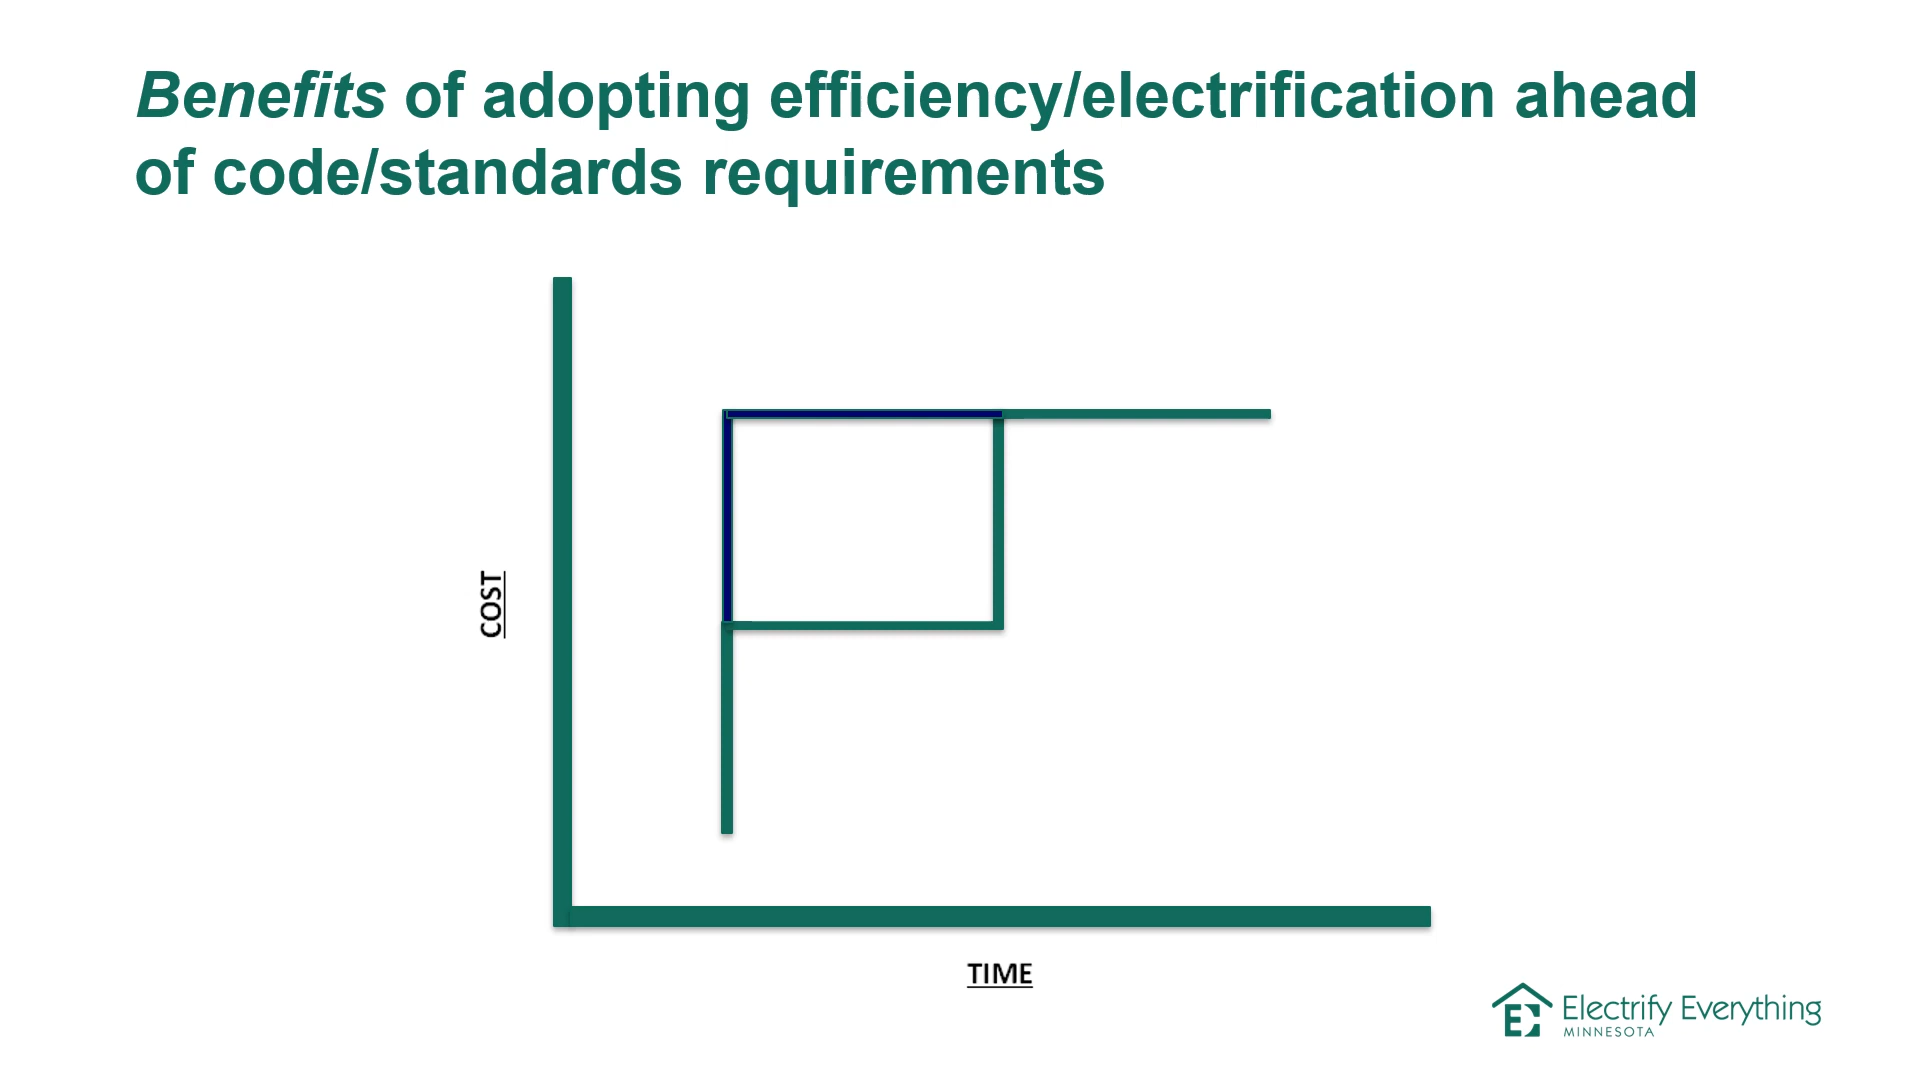 Benefits of adopting efficiency/electrification ahead
of code/standards requirements
COST
TIME
Electrify Everything
MINNESOTA